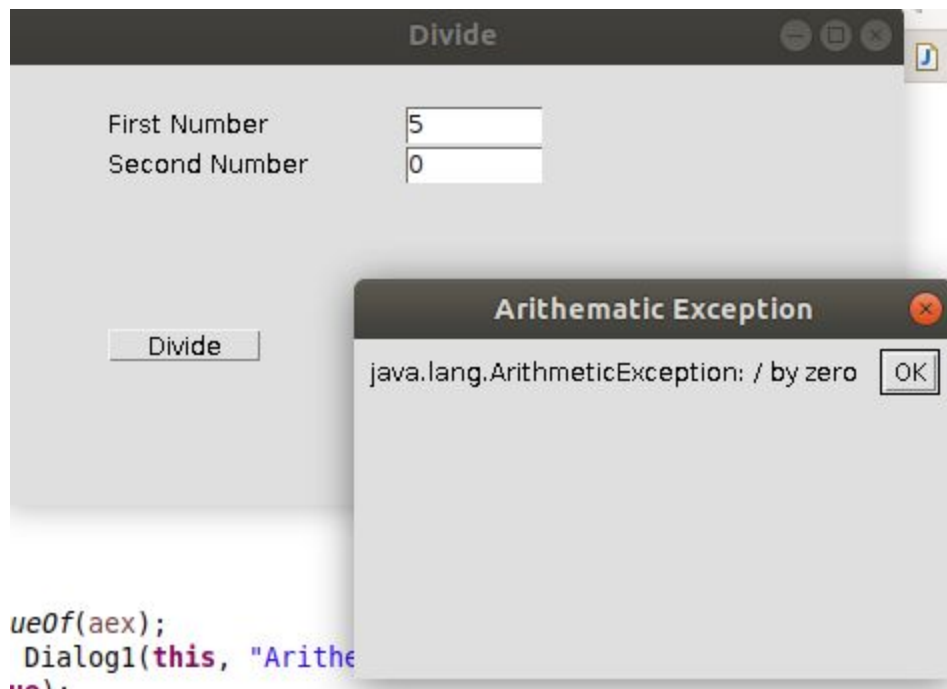 Divide
J
First Number 5
Second Number 0
Arithematic Exception
Divide
java.lang.ArithmeticException: / by zero OK
ueOf(aex);
Dialog1(this, "Arithe
ue);